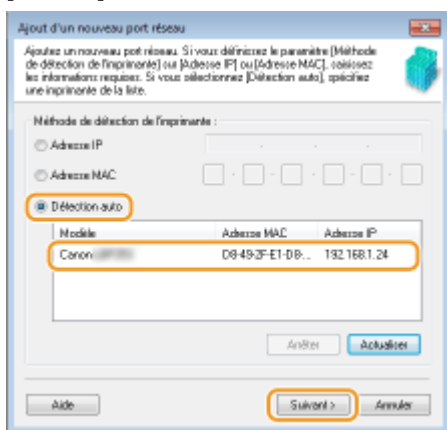 Ajout d'un nouveau port réseau
Ajoutez un nouveau port réseau. Si vous définissez le paramètre [Méthode
de détection de l'imprimante] sur [Adresse IP] ou [Adresse MAC], saisissez
les informations requises. Si vous sélectionnez [Détection auto], spécifiez
une imprimante de la liste.
Méthode de détection de l'imprimante :
Adresse IP
Adresse MAC
Détection auto
Modèle Adresse MAC Adresse IP
Canon D8-49-2F-E1-D8-... 192.168.1.24
Arrêter Actualiser
Aide Suivant > Annuler